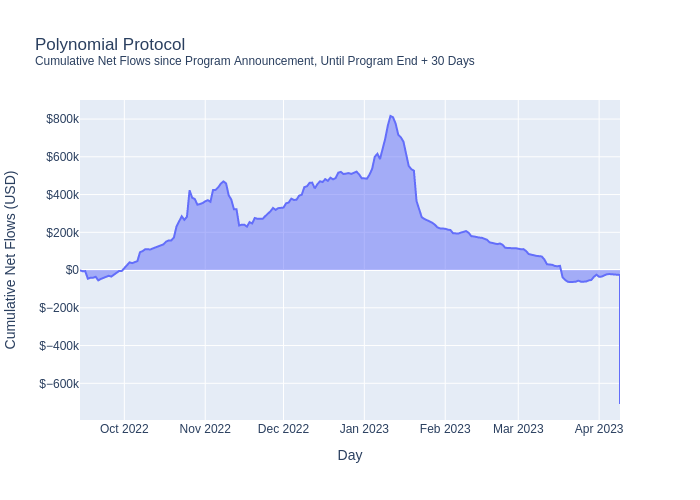 Polynomial Protocol
Cumulative Net Flows since Program Announcement, Until Program End + 30 Days
Cumulative Net Flows (USD)
$800k
$600k
$400k
$200k
$0
$−200k
$−400k
$−600k
Oct 2022
Nov 2022
Dec 2022
Jan 2023
Feb 2023
Mar 2023
Apr 2023
Day